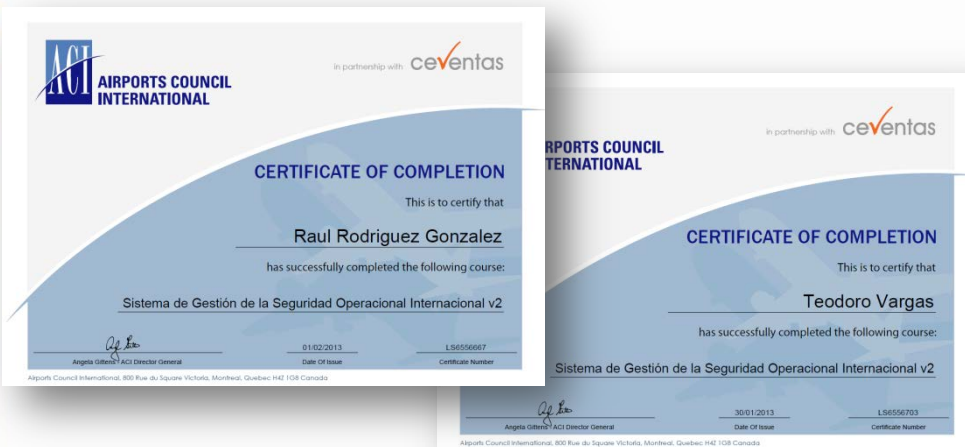 ACI
AIRPORTS COUNCIL
INTERNATIONAL
in partnership with ceventas
CERTIFICATE OF COMPLETION
This is to certify that
Raul Rodriguez Gonzalez
has successfully completed the following course:
Sistema de Gestión de la Seguridad Operacional Internacional v2
01/02/2013
LS6556667
Angela Gittens - ACI Director General
Date Of Issue
Certificate Number
Airports Council International, 800 Rue du Square Victoria, Montreal, Quebec H4Z 1G8 Canada
in partnership with ceventas
RPORTS COUNCIL
TERNATIONAL
CERTIFICATE OF COMPLETION
This is to certify that
Teodoro Vargas
has successfully completed the following course:
Sistema de Gestión de la Seguridad Operacional Internacional v2
30/01/2013
LS6556703
Angela Gittens - ACI Director General
Date Of Issue
Certificate Number
Airports Council International, 800 Rue du Square Victoria, Montreal, Quebec H4Z 1G8 Canada